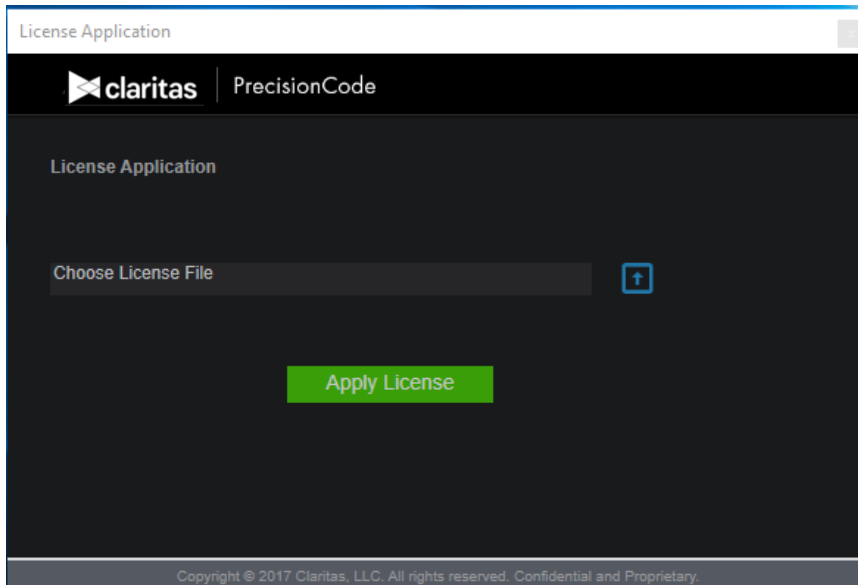 License Application
x
claritas PrecisionCode
License Application
Choose License File
Apply License
Copyright © 2017 Claritas, LLC. All rights reserved. Confidential and Proprietary.